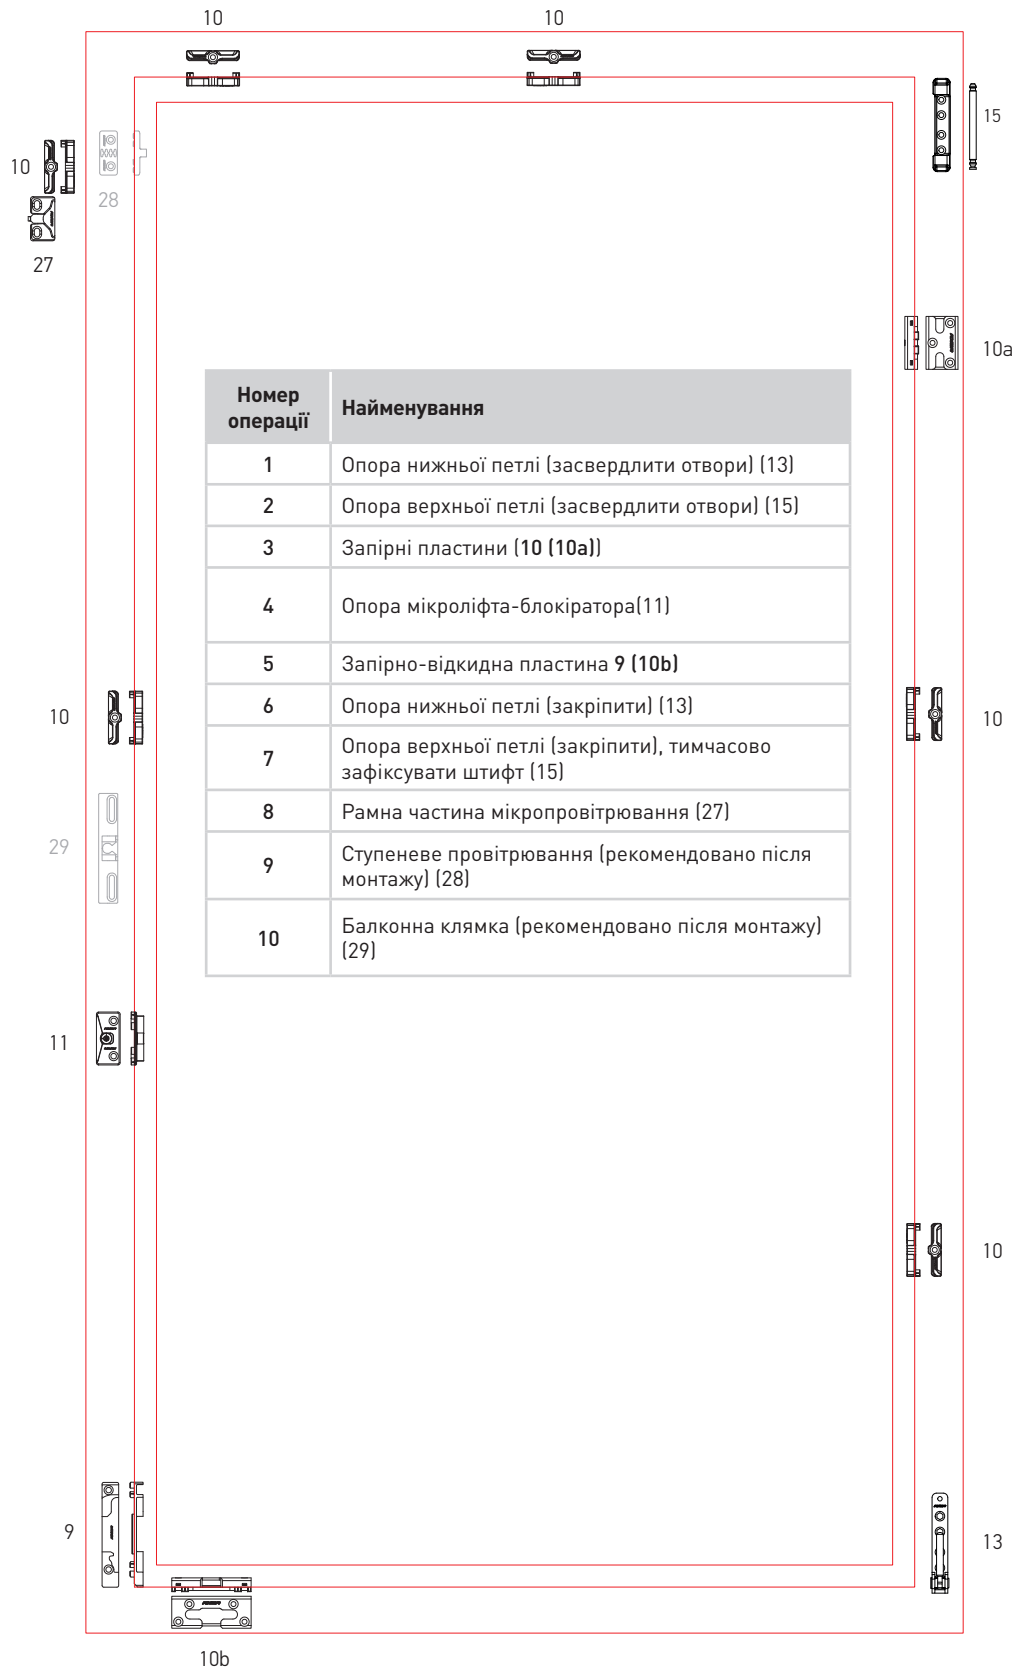 10
10
15
10
28
27
10a
Номер операції
Найменування
1
Опора нижньої петлі (засвердлити отвори) (13)
2
Опора верхньої петлі (засвердлити отвори) (15)
3
Запірні пластини (10 (10a))
4
Опора мікроліфта-блокіратора(11)
5
Запірно-відкидна пластина 9 (10b)
6
Опора нижньої петлі (закріпити) (13)
7
Опора верхньої петлі (закріпити), тимчасово
зафіксувати штифт (15)
8
Рамна частина мікропровітрювання (27)
9
Ступеневе провітрювання (рекомендовано після
монтажу) (28)
10
Балконна клямка (рекомендовано після монтажу)
(29)
10
10
29
11
10
9
13
10b